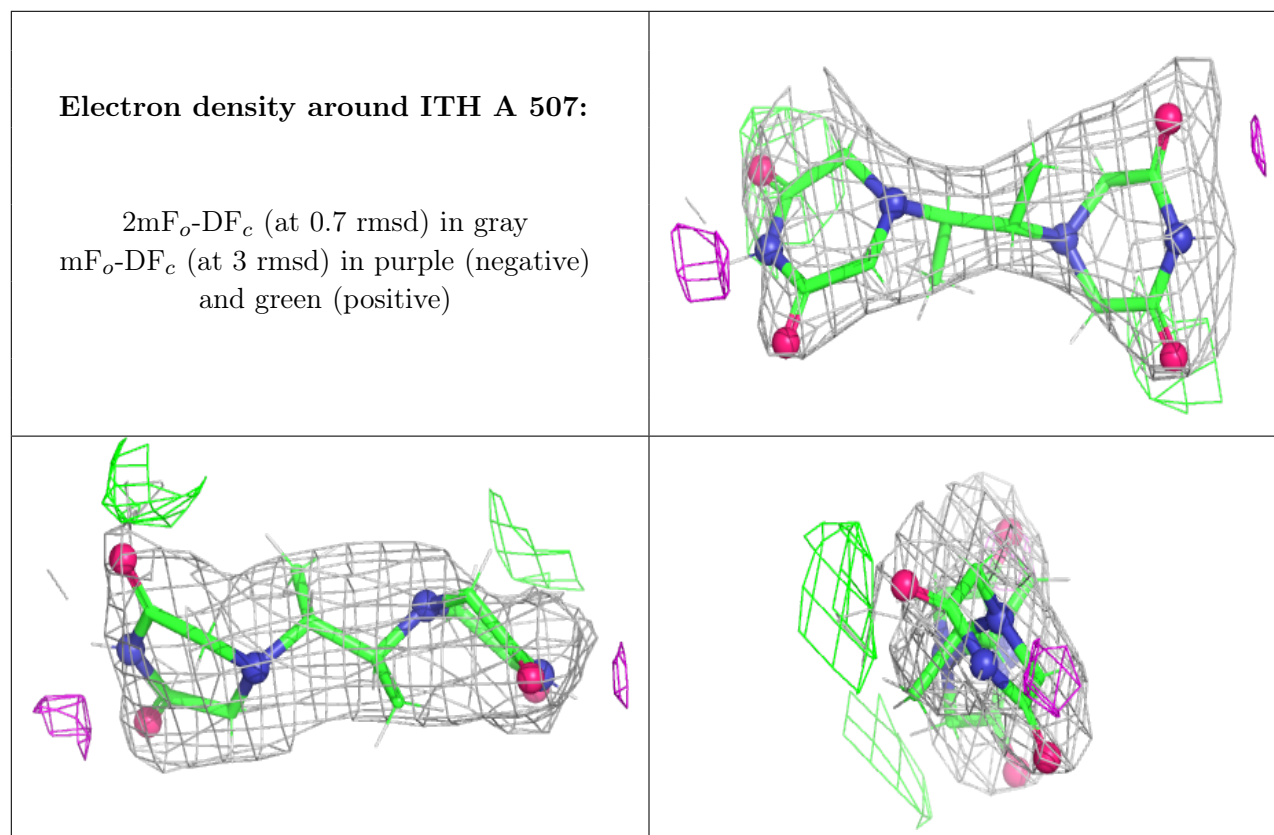 Electron density around ITH A 507:
2mFo-DFc (at 0.7 rmsd) in gray
mFo-DFc (at 3 rmsd) in purple (negative)
and green (positive)